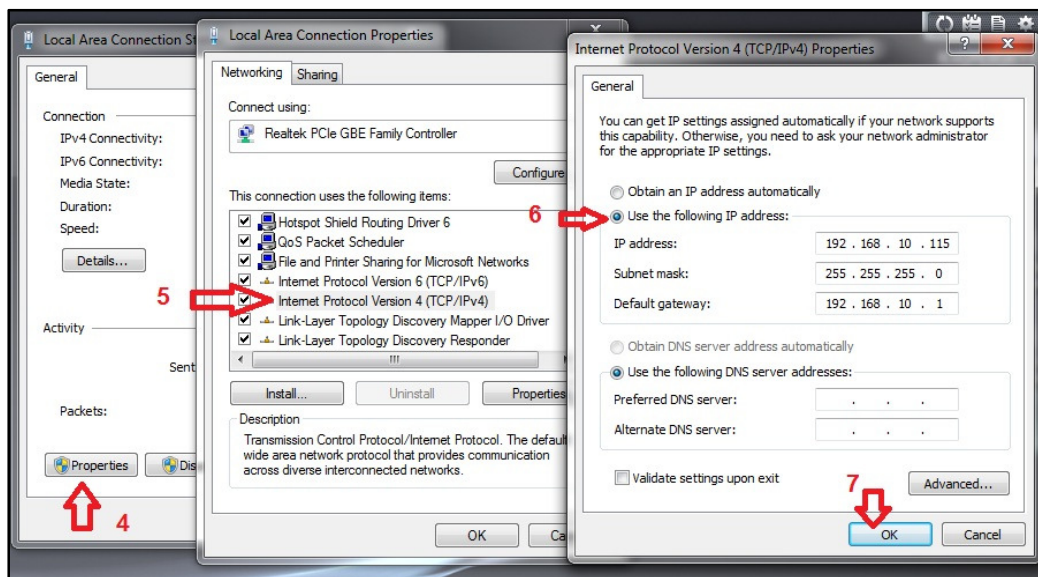 Local Area Connection St
General
Connection
IPv4 Connectivity:
IPv6 Connectivity:
Media State:
Duration:
Speed:
Details...
Activity
Sent
Packets:
Properties
Dis
4
Local Area Connection Properties
Networking
Sharing
Connect using:
Realtek PCIe GBE Family Controller
Configure
This connection uses the following items:
Hotspot Shield Routing Driver 6
QoS Packet Scheduler
File and Printer Sharing for Microsoft Networks
Internet Protocol Version 6 (TCP/IPv6)
5
Internet Protocol Version 4 (TCP/IPv4)
Link-Layer Topology Discovery Mapper I/O Driver
Link-Layer Topology Discovery Responder
Install...
Uninstall
Properties
Description
Transmission Control Protocol/Internet Protocol. The default
wide area network protocol that provides communication
across diverse interconnected networks.
OK
Ca
Internet Protocol Version 4 (TCP/IPv4) Properties
General
You can get IP settings assigned automatically if your network supports
this capability. Otherwise, you need to ask your network administrator
for the appropriate IP settings.
Obtain an IP address automatically
6
Use the following IP address:
IP address: 192 . 168 . 10 . 115
Subnet mask: 255 . 255 . 255 . 0
Default gateway: 192 . 168 . 10 . 1
Obtain DNS server address automatically
Use the following DNS server addresses:
Preferred DNS server: . . .
Alternate DNS server: . . .
Validate settings upon exit
7
Advanced...
OK
Cancel